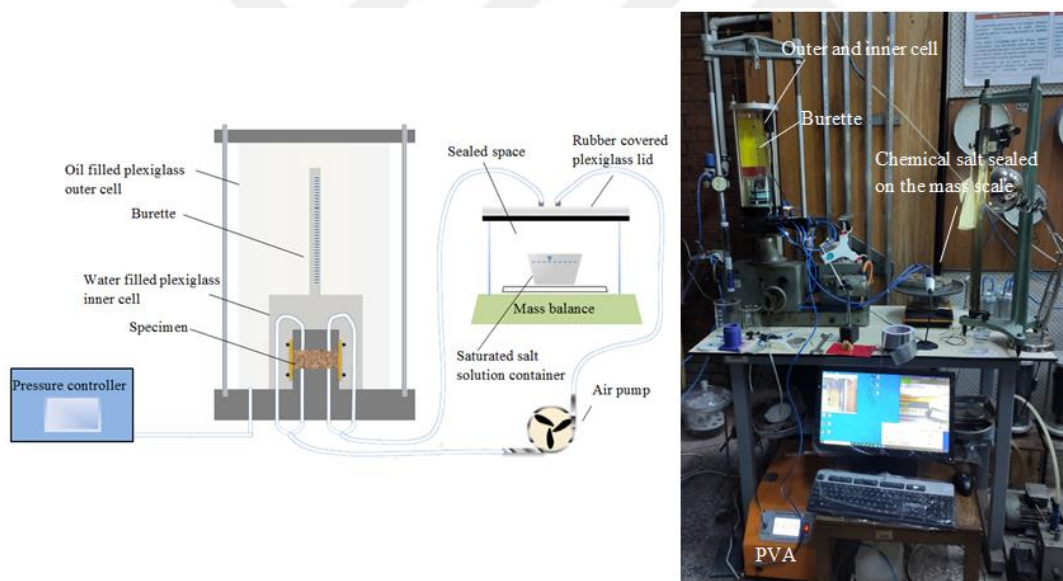 Oil filled plexiglass
outer cell
Burette
Water filled plexiglass
inner cell
Specimen
Pressure controller
Sealed space
Rubber covered
plexiglass lid
Mass balance
Saturated salt
solution container
Air pump
Outer and inner cell
Burette
Chemical salt sealed
on the mass scale
PVA